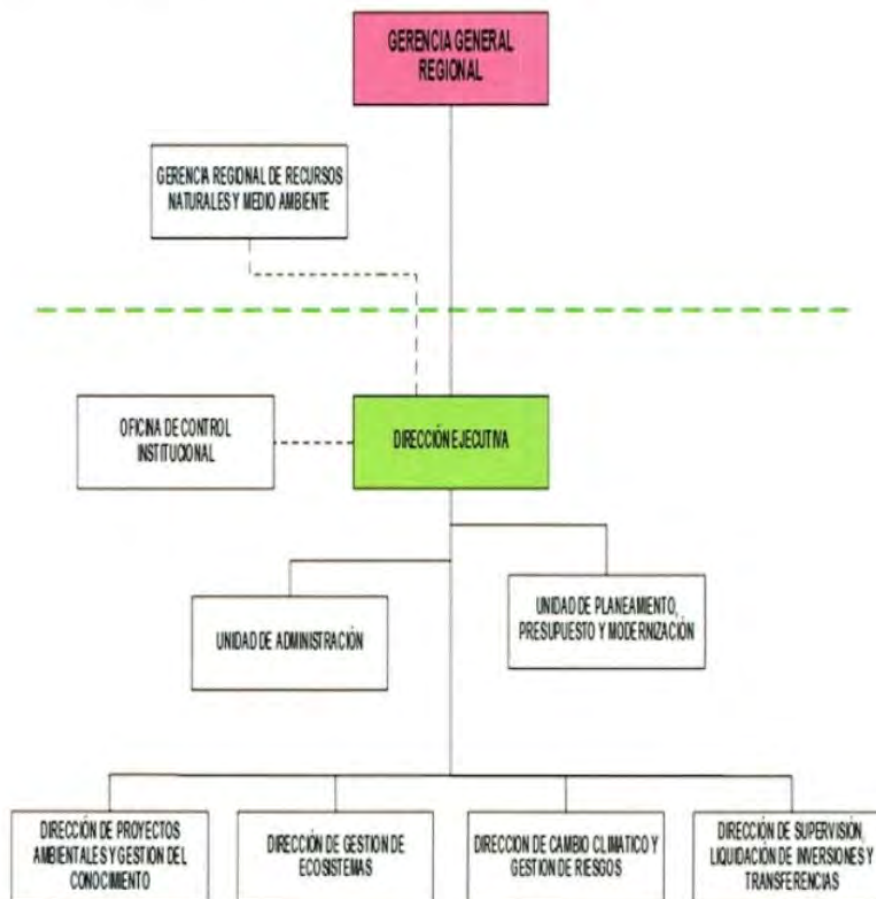 GERENCIA GENERAL
REGIONAL
GERENCIA REGIONAL DE RECURSOS
NATURALES Y MEDIO AMBIENTE
OFICINA DE CONTROL
INSTITUCIONAL
DIRECCIÓN EJECUTIVA
UNIDAD DE ADMINISTRACIÓN
UNIDAD DE PLANEAMIENTO,
PRESUPUESTO Y MODERNIZACIÓN
DIRECCIÓN DE PROYECTOS
AMBIENTALES Y GESTION DEL
CONOCIMIENTO
DIRECCIÓN DE GESTION DE
ECOSISTEMAS
DIRECCION DE CAMBIO CLIMATICO Y
GESTION DE RIESGOS
DIRECCIÓN DE SUPERVISIÓN,
LIQUIDACIÓN DE INVERSIONES Y
TRANSFERENCIAS